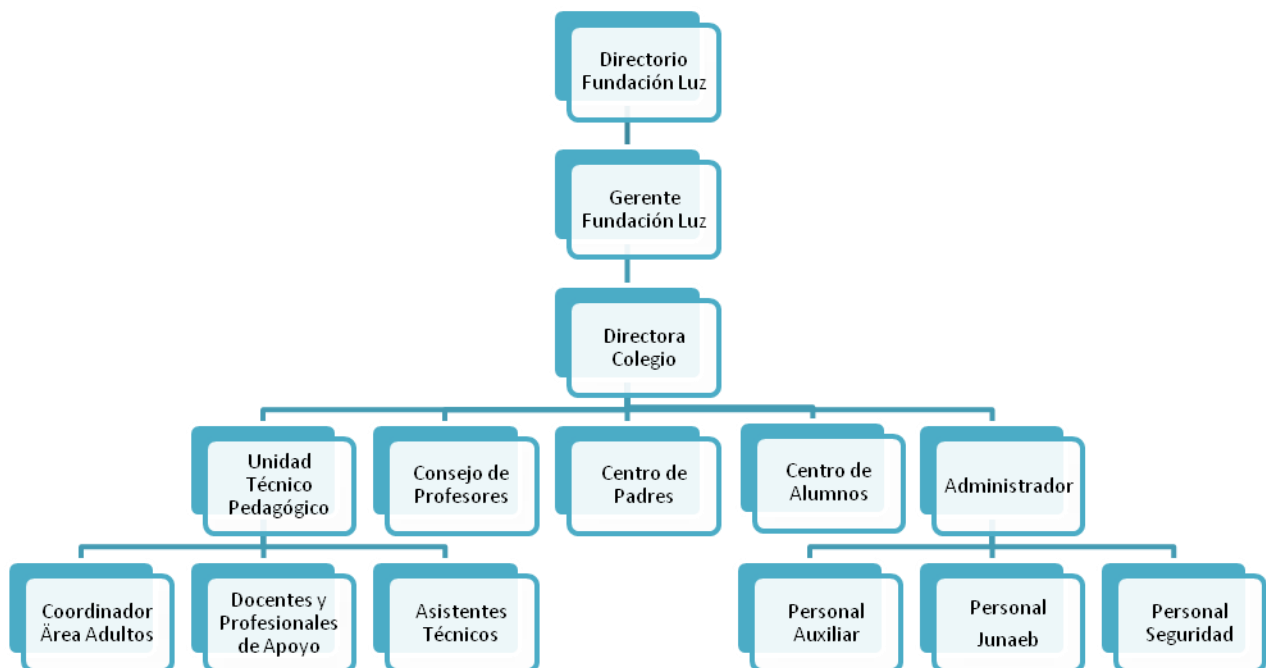 Directorio
Fundación Luz
Gerente
Fundación Luz
Directora
Colegio
Unidad
Técnico
Pedagógico
Consejo de
Profesores
Centro de
Padres
Centro de
Alumnos
Administrador
Coordinador
Ärea Adultos
Docentes y
Profesionales
de Apoyo
Asistentes
Técnicos
Personal
Auxiliar
Personal
Junaeb
Personal
Seguridad